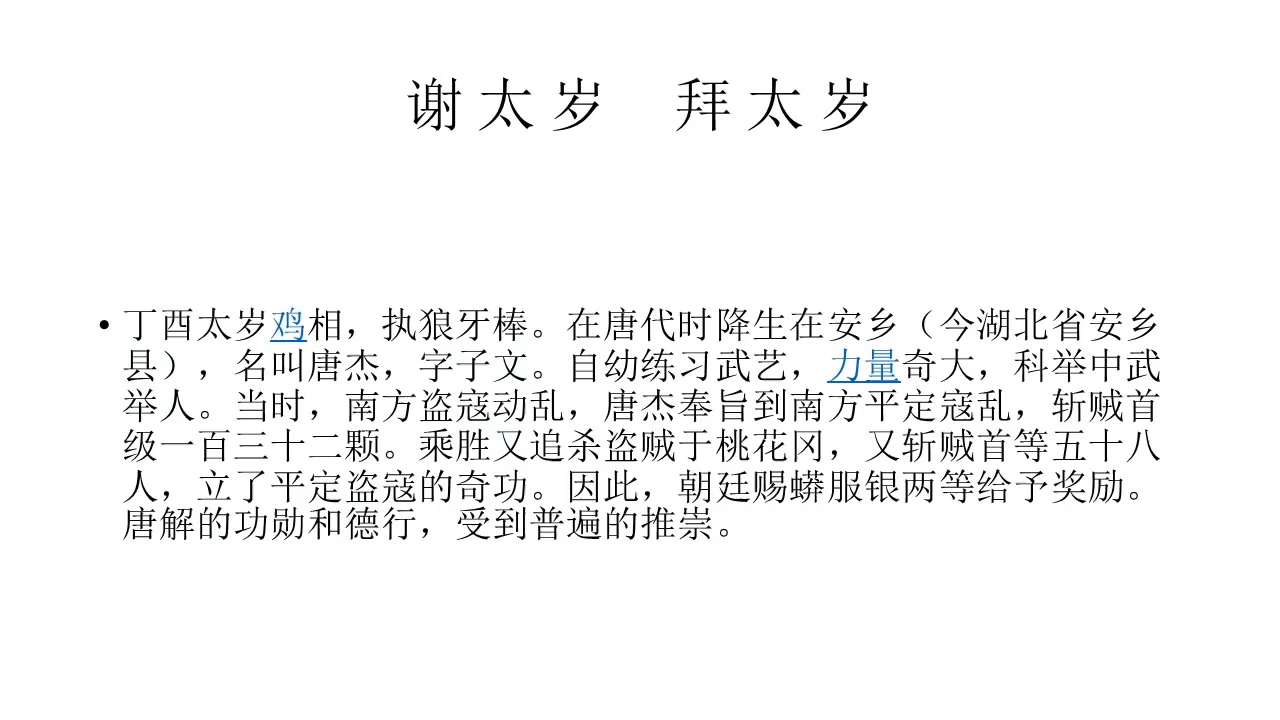 谢太岁 拜太岁
• 丁酉太岁鸡相，执狼牙棒。在唐代时降生在安乡（今湖北省安乡
县），名叫唐杰，字子文。自幼练习武艺，力量奇大，科举中武
举人。当时，南方盗寇动乱，唐杰奉旨到南方平定寇乱，斩贼首
级一百三十二颗。乘胜又追杀盗贼于桃花冈，又斩贼首等五十八
人，立了平定盗寇的奇功。因此，朝廷赐蟒服银两等给予奖励。
唐解的功勋和德行，受到普遍的推崇。